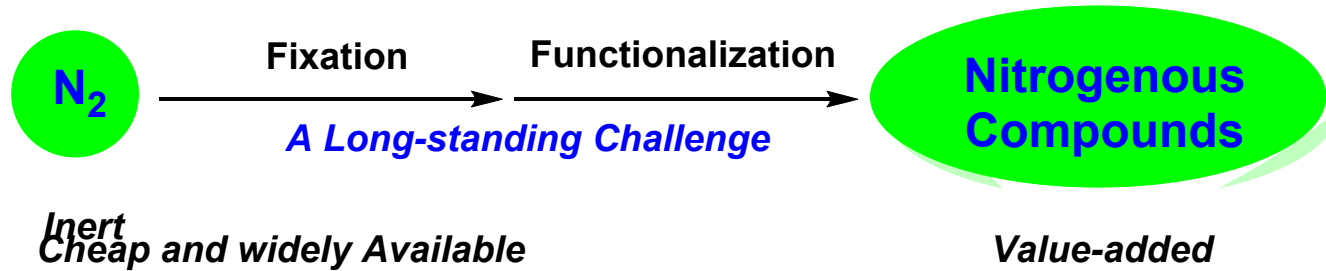 N₂
Fixation
Functionalization
A Long-standing Challenge
Nitrogenous
Compounds
Inert
Cheap and widely Available
Value-added